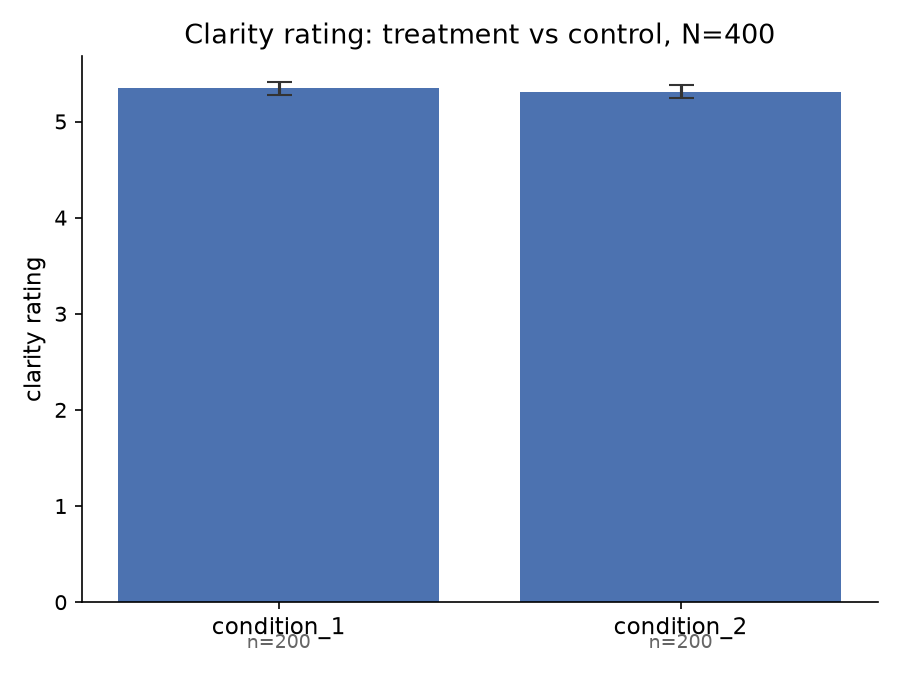 Clarity rating: treatment vs control, N=400
clarity rating
5
4
3
2
1
0
condition_1
n=200
condition_2
n=200